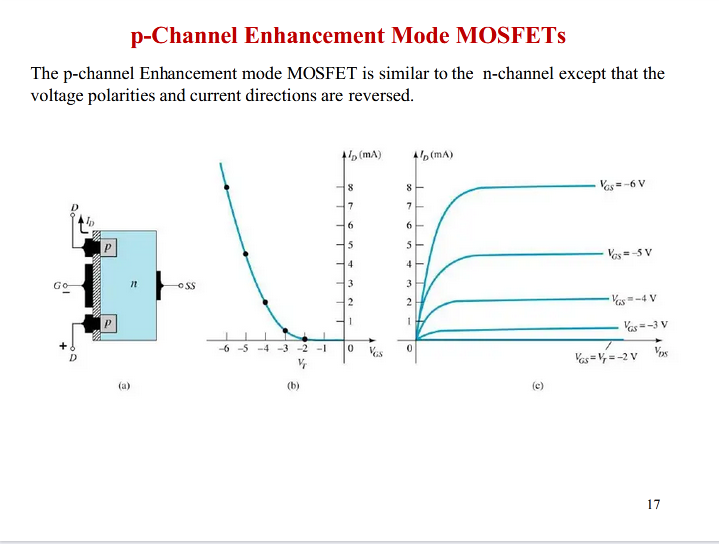 p-Channel Enhancement Mode MOSFETs
The p-channel Enhancement mode MOSFET is similar to the n-channel except that the
voltage polarities and current directions are reversed.
D
I_D
p
G
–
n
SS
p
+
D
(a)
I_D (mA)
8
7
6
5
4
3
2
1
–6 –5 –4 –3 –2 –1 0 V_GS
V_T
(b)
I_D (mA)
8
7
6
5
4
3
2
1
0
V_GS = –6 V
V_GS = –5 V
V_GS = –4 V
V_GS = –3 V
V_GS = V_T = –2 V
V_DS
(c)
17